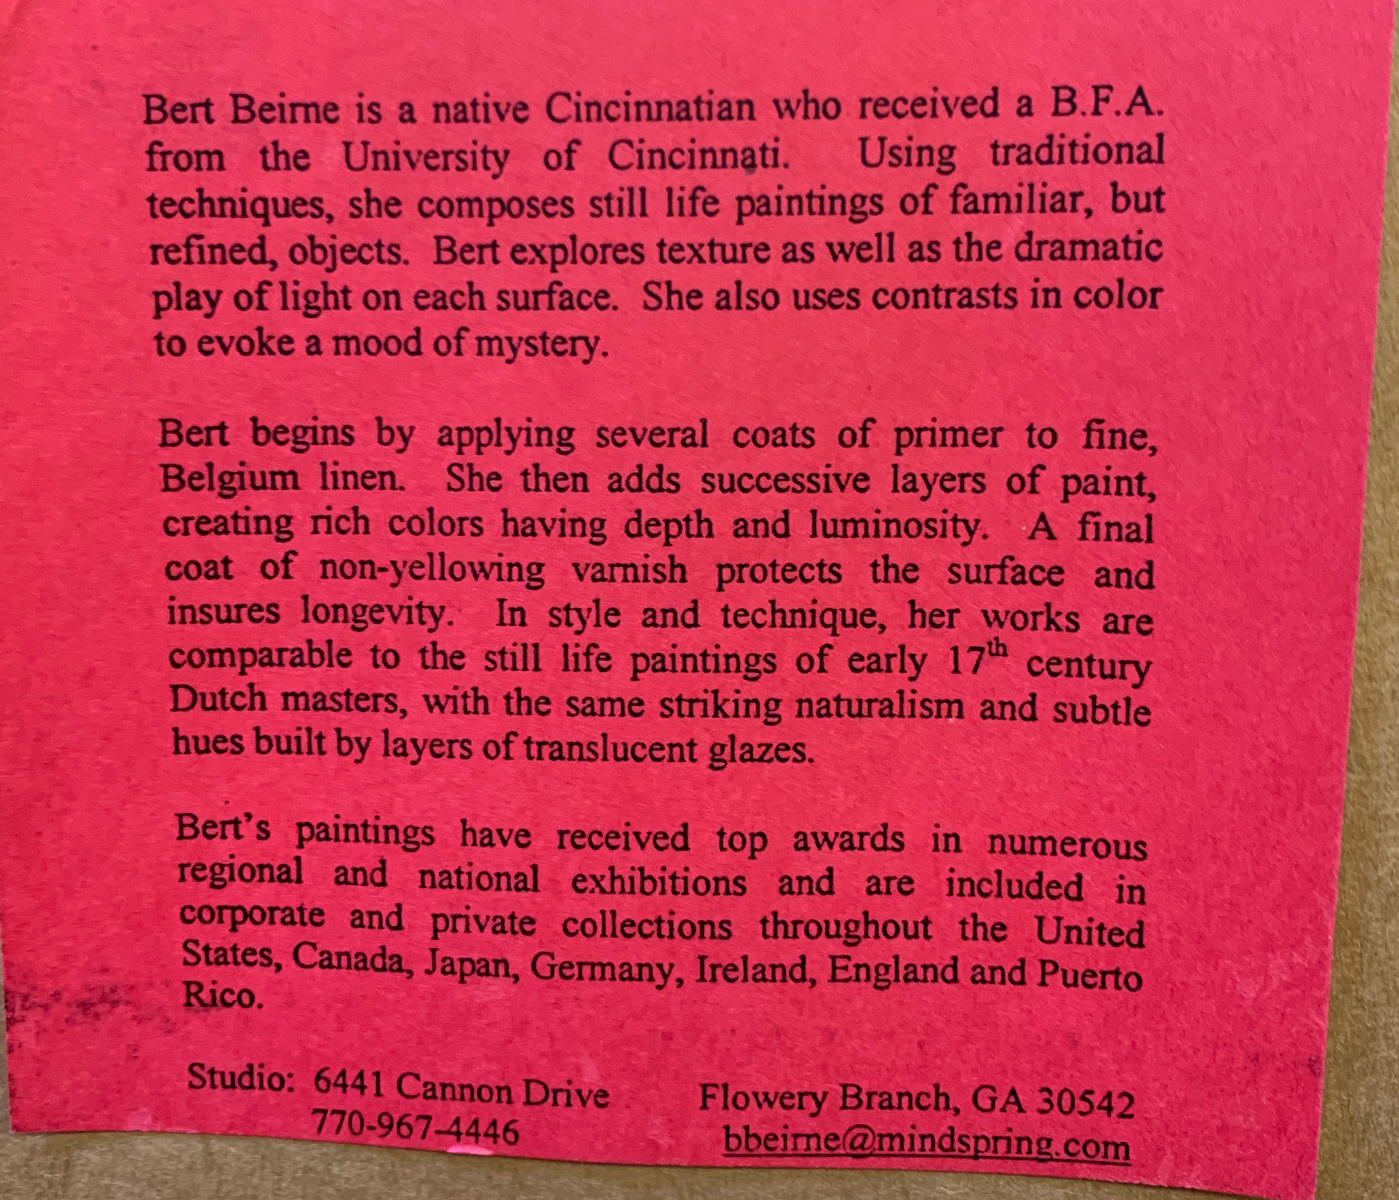 Bert Beirne is a native Cincinnatian who received a B.F.A.
from the University of Cincinnati. Using traditional
techniques, she composes still life paintings of familiar, but
refined, objects. Bert explores texture as well as the dramatic
play of light on each surface. She also uses contrasts in color
to evoke a mood of mystery.
Bert begins by applying several coats of primer to fine,
Belgium linen. She then adds successive layers of paint,
creating rich colors having depth and luminosity. A final
coat of non-yellowing varnish protects the surface and
insures longevity. In style and technique, her works are
comparable to the still life paintings of early 17th century
Dutch masters, with the same striking naturalism and subtle
hues built by layers of translucent glazes.
Bert's paintings have received top awards in numerous
regional and national exhibitions and are included in
corporate and private collections throughout the United
States, Canada, Japan, Germany, Ireland, England and Puerto
Rico.
Studio: 6441 Cannon Drive Flowery Branch, GA 30542
770-967-4446 bbeirne@mindspring.com